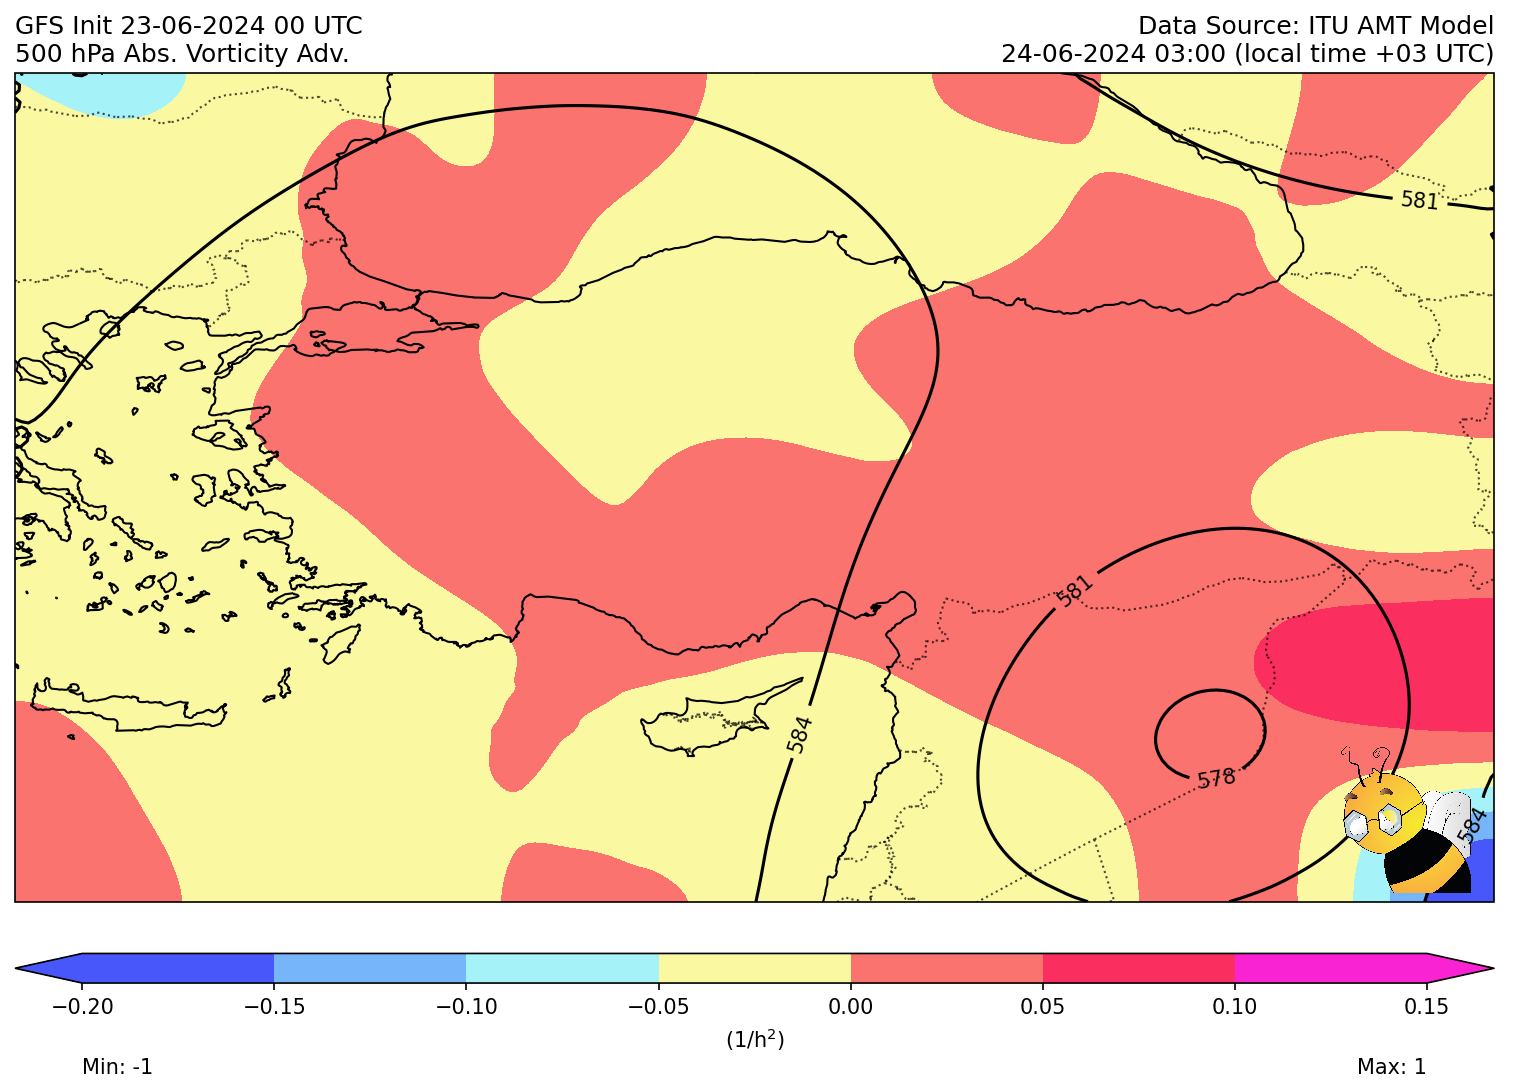 GFS Init 23-06-2024 00 UTC
Data Source: ITU AMT Model
500 hPa Abs. Vorticity Adv.
24-06-2024 03:00 (local time +03 UTC)
581
581
584
578
584
−0.20
−0.15
−0.10
−0.05
0.00
0.05
0.10
0.15
(1/h²)
Min: -1
Max: 1